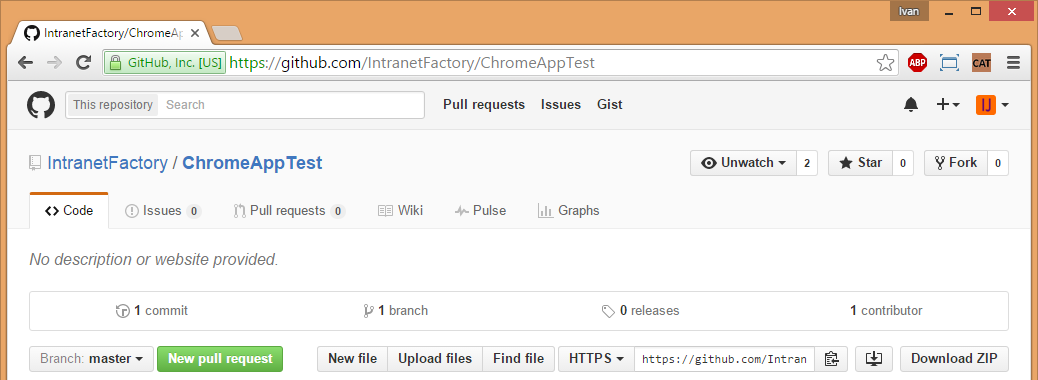 Ivan
IntranetFactory/ChromeAp
GitHub, Inc. [US] https://github.com/IntranetFactory/ChromeAppTest ABP CAT
This repository Search Pull requests Issues Gist IJ
IntranetFactory / ChromeAppTest Unwatch 2 Star 0 Fork 0
Code Issues 0 Pull requests 0 Wiki Pulse Graphs
No description or website provided.
1 commit 1 branch 0 releases 1 contributor
Branch: master New pull request New file Upload files Find file HTTPS https://github.com/Intran Download ZIP